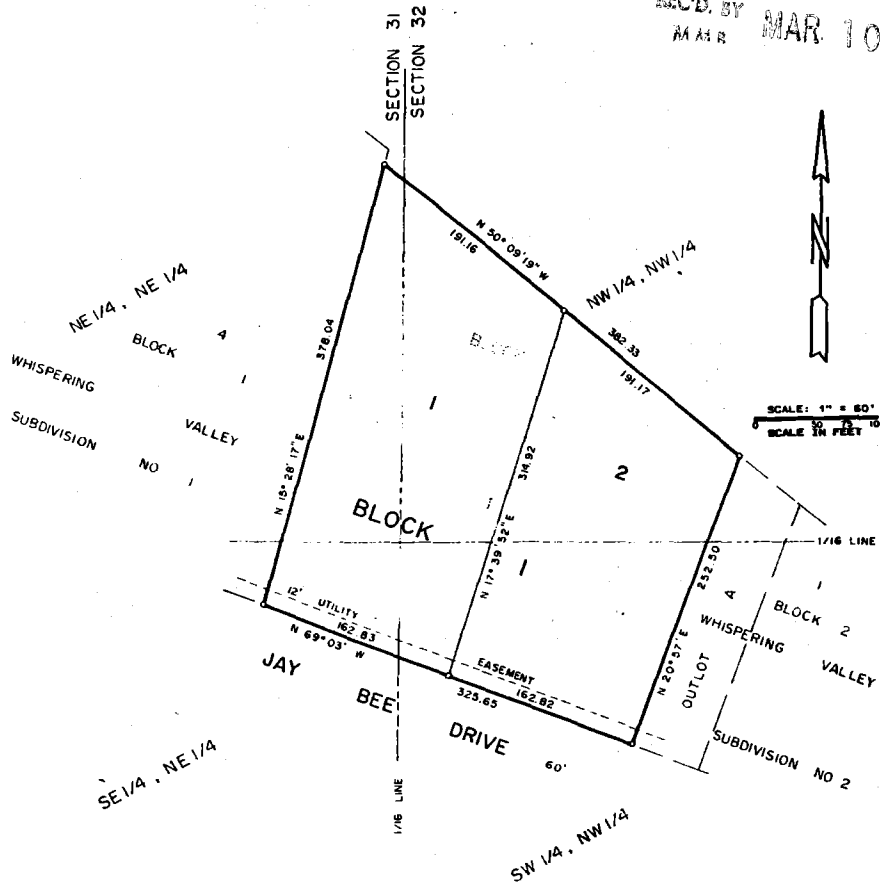 REC'D. BY
M M R
MAR. 10
SECTION 31
SECTION 32
N 50° 09' 19" W
191.16
NW 1/4, NW 1/4
382.33
191.17
NE 1/4, NE 1/4
378.04
BLOCK 4
1
WHISPERING VALLEY
SUBDIVISION NO 1
N 15° 28' 17" E
N
SCALE: 1" = 60'
0 50 75 10
SCALE IN FEET
1
2
314.92
N 17° 39' 52" E
BLOCK 1
1/16 LINE
252.50
N 20° 57' E
OUTLOT A
1
BLOCK 2
WHISPERING VALLEY
SUBDIVISION NO 2
12' UTILITY EASEMENT
162.83
N 69° 03' W
325.65
162.82
JAY BEE DRIVE
60'
SE 1/4, NE 1/4
1/16 LINE
SW 1/4, NW 1/4